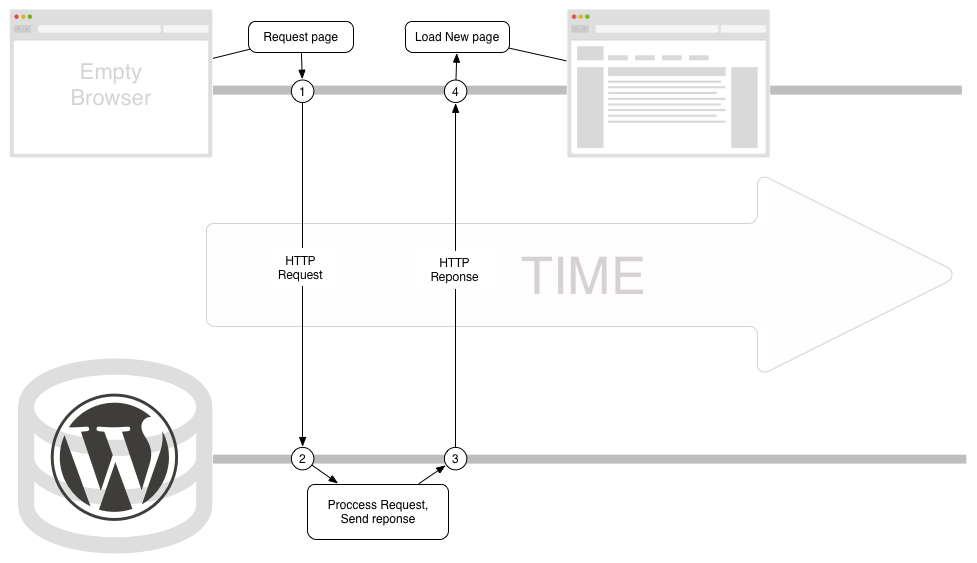 Request page
Load New page
Empty
Browser
1
4
HTTP
Request
HTTP
Reponse
TIME
W
2
3
Proccess Request,
Send reponse